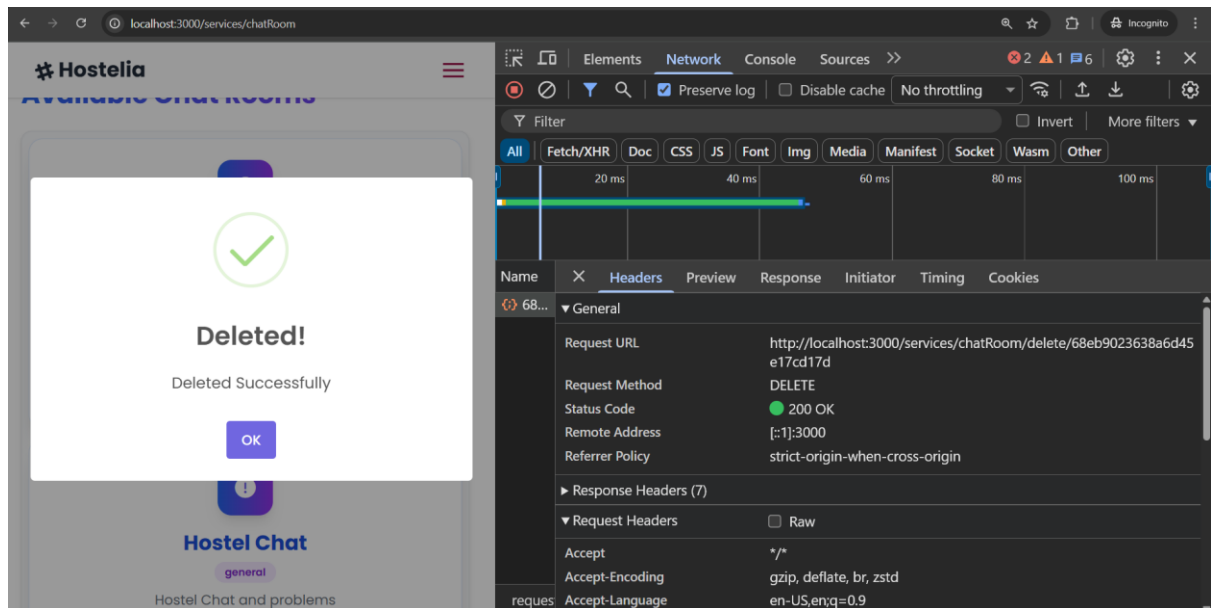 localhost:3000/services/chatRoom
Incognito
Hostelia
Available Chat Rooms
Deleted!
Deleted Successfully
OK
Hostel Chat
general
Hostel Chat and problems
Elements Network Console Sources 2 1 6
Preserve log Disable cache No throttling
Filter Invert More filters
All Fetch/XHR Doc CSS JS Font Img Media Manifest Socket Wasm Other
20 ms 40 ms 60 ms 80 ms 100 ms
Name Headers Preview Response Initiator Timing Cookies
68...
General
Request URL http://localhost:3000/services/chatRoom/delete/68eb9023638a6d45
e17cd17d
Request Method DELETE
Status Code 200 OK
Remote Address [::1]:3000
Referrer Policy strict-origin-when-cross-origin
Response Headers (7)
Request Headers Raw
Accept */*
Accept-Encoding gzip, deflate, br, zstd
reques Accept-Language en-US,en;q=0.9